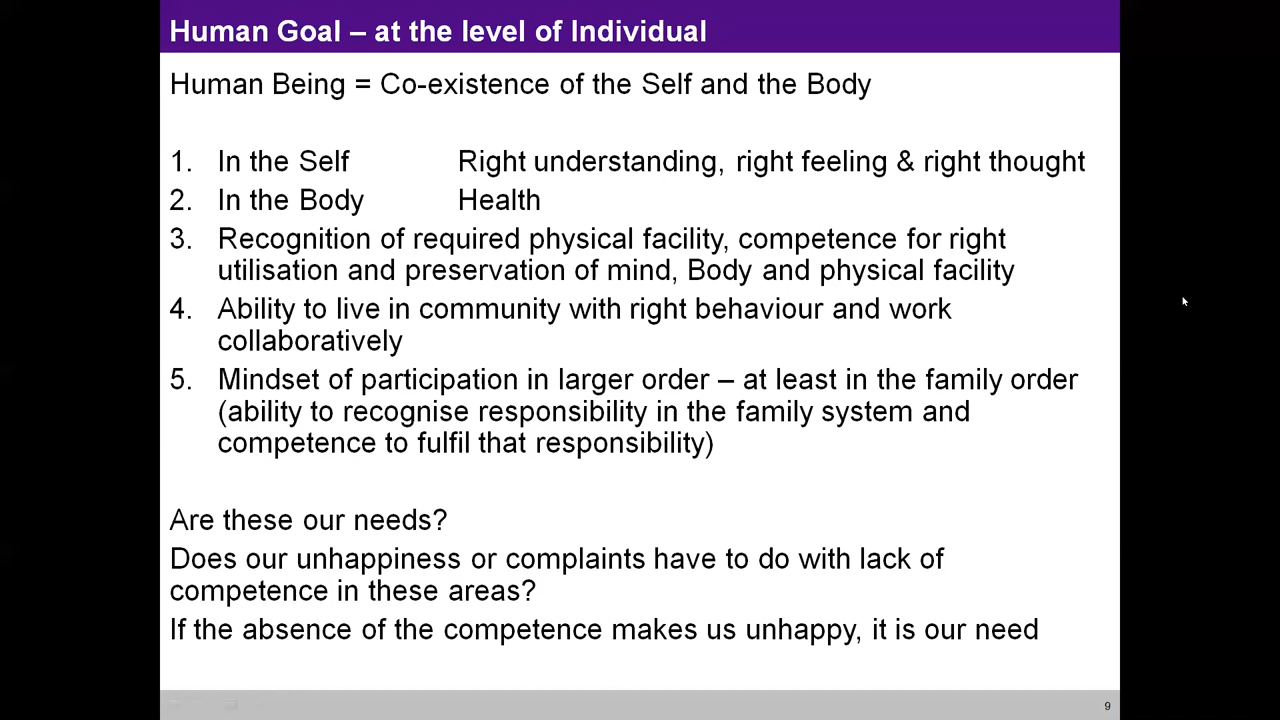 Human Goal – at the level of Individual
Human Being = Co-existence of the Self and the Body
1. In the Self Right understanding, right feeling & right thought
2. In the Body Health
3. Recognition of required physical facility, competence for right
utilisation and preservation of mind, Body and physical facility
4. Ability to live in community with right behaviour and work
collaboratively
5. Mindset of participation in larger order – at least in the family order
(ability to recognise responsibility in the family system and
competence to fulfil that responsibility)
Are these our needs?
Does our unhappiness or complaints have to do with lack of
competence in these areas?
If the absence of the competence makes us unhappy, it is our need
9